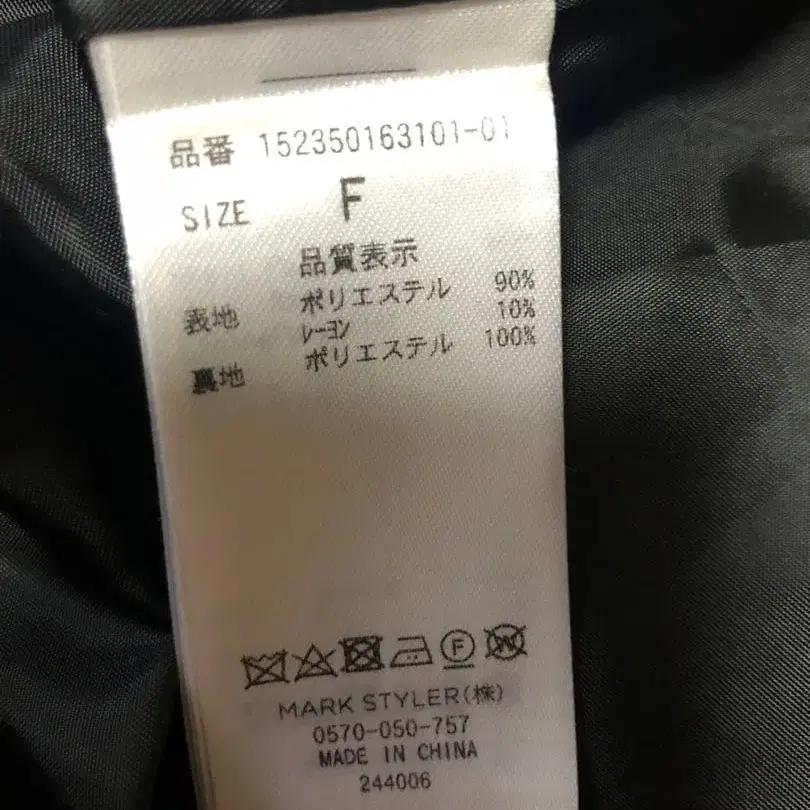 品番 152350163101-01
SIZE F
品質表示
表地 ポリエステル 90%
レーヨン 10%
裏地 ポリエステル 100%
F W
MARK STYLER(株)
0570-050-757
MADE IN CHINA
244006